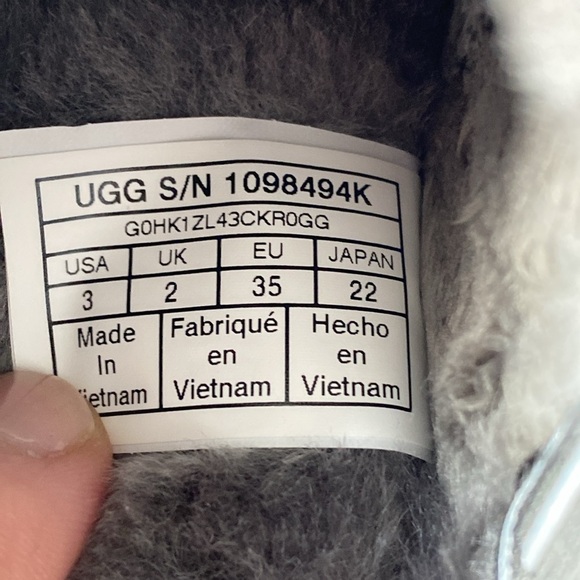 UGG S/N 1098494K
G0HK1ZL43CKR0GG
USA UK EU JAPAN
3 2 35 22
Made Fabriqué Hecho
In en en
ietnam Vietnam Vietnam